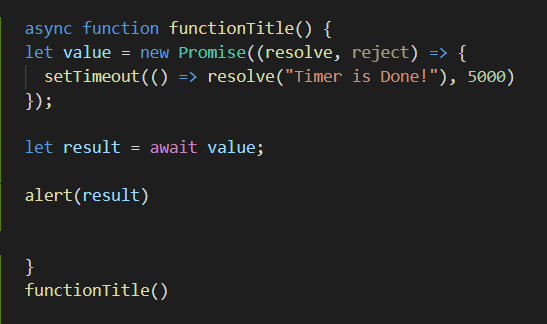 async function functionTitle() {
let value = new Promise((resolve, reject) => {
  setTimeout(() => resolve("Timer is Done!"), 5000)
});
let result = await value;
alert(result)
}
functionTitle()